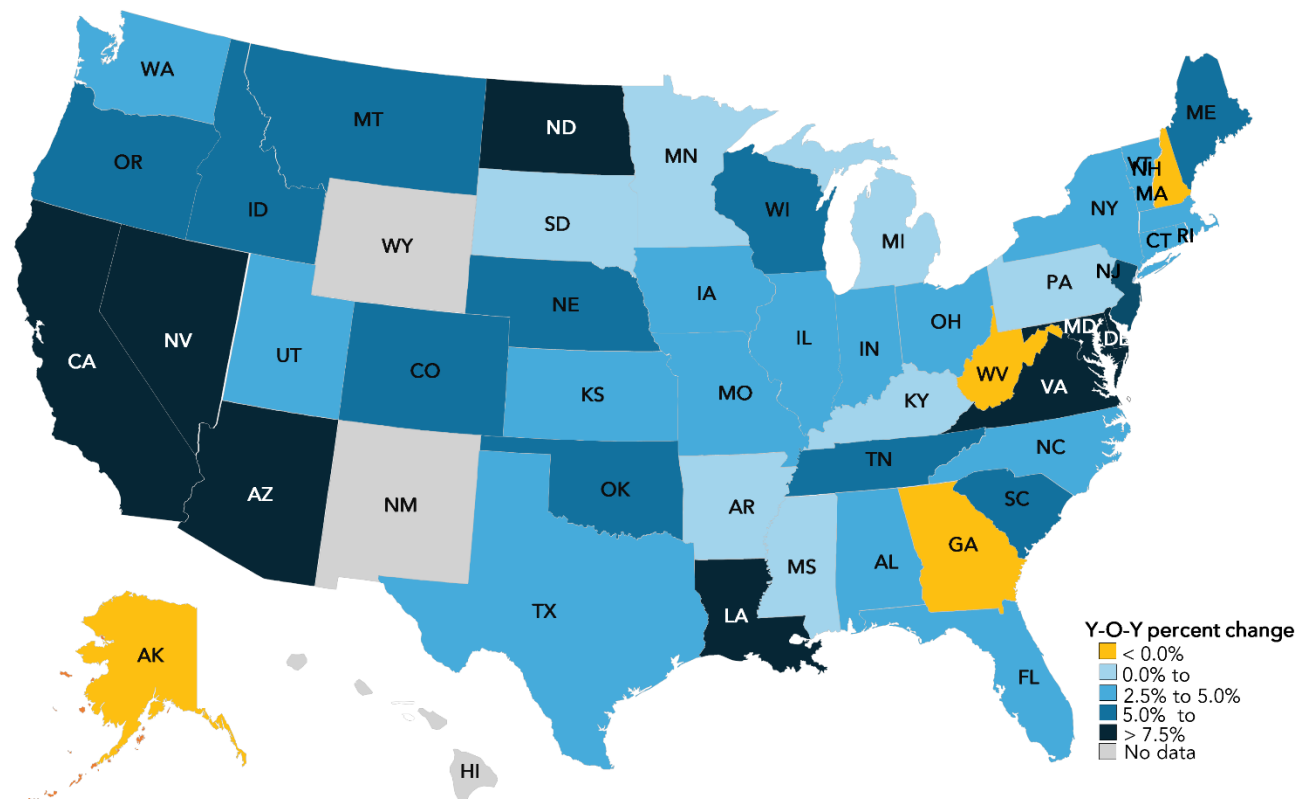 WA
MT
ND
MN
ME
OR
ID
SD
WI
VT
NH
MA
NY
WY
MI
CT
RI
NE
IA
PA
NJ
NV
UT
CO
IL
IN
OH
MD
DE
CA
KS
MO
KY
WV
VA
NC
TN
AZ
NM
OK
AR
SC
MS
AL
GA
TX
LA
FL
AK
HI
Y-O-Y percent change
< 0.0%
0.0% to
2.5% to 5.0%
5.0% to
> 7.5%
No data